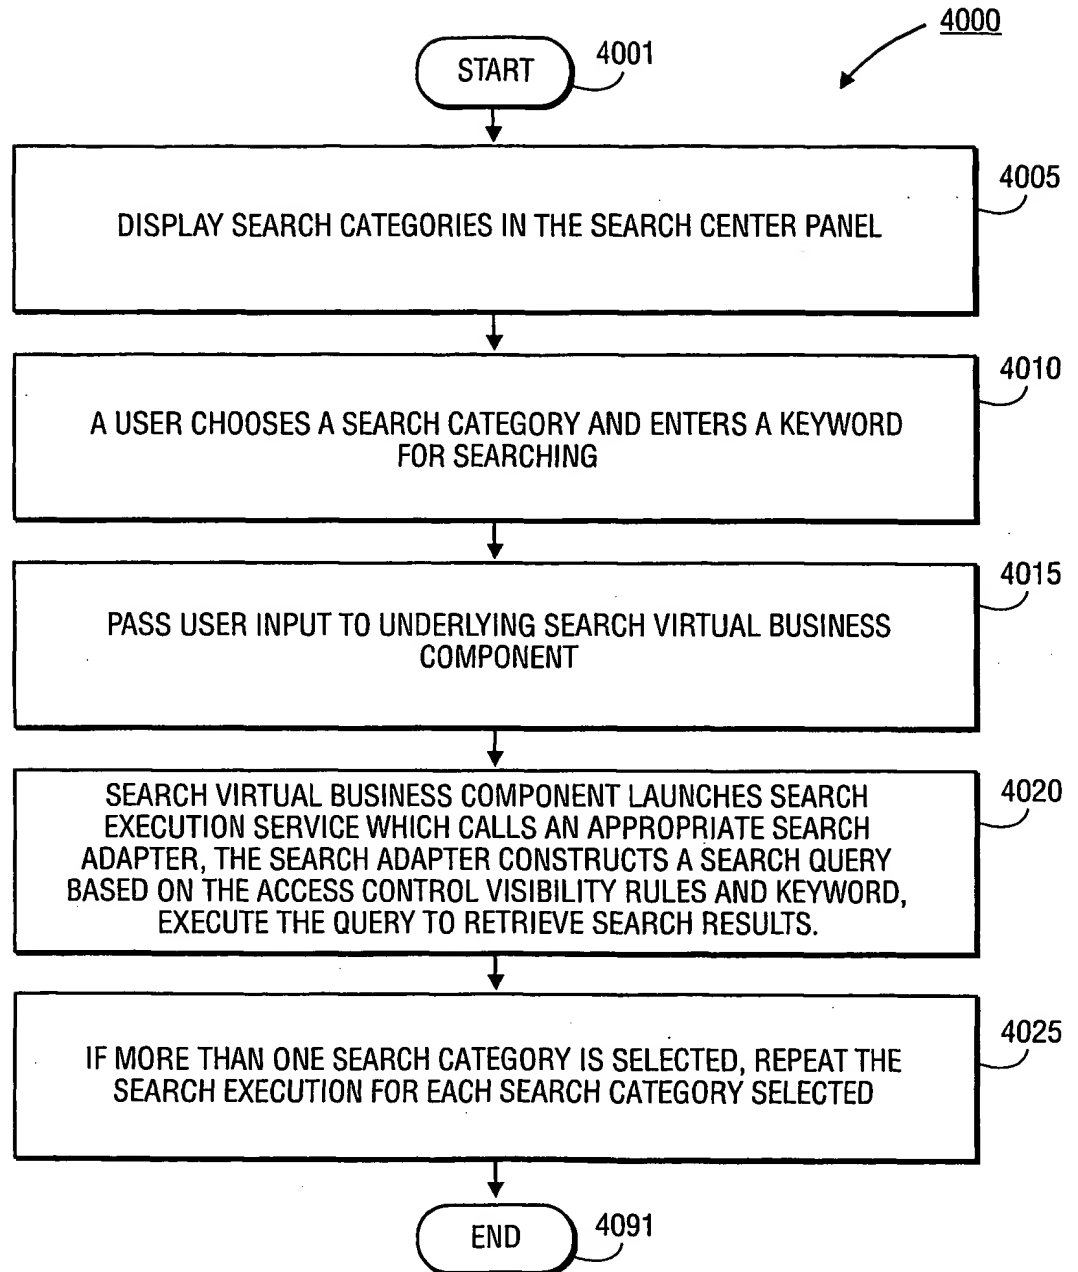 4000
START
4001
4005
DISPLAY SEARCH CATEGORIES IN THE SEARCH CENTER PANEL
4010
A USER CHOOSES A SEARCH CATEGORY AND ENTERS A KEYWORD
FOR SEARCHING
4015
PASS USER INPUT TO UNDERLYING SEARCH VIRTUAL BUSINESS
COMPONENT
4020
SEARCH VIRTUAL BUSINESS COMPONENT LAUNCHES SEARCH
EXECUTION SERVICE WHICH CALLS AN APPROPRIATE SEARCH
ADAPTER, THE SEARCH ADAPTER CONSTRUCTS A SEARCH QUERY
BASED ON THE ACCESS CONTROL VISIBILITY RULES AND KEYWORD,
EXECUTE THE QUERY TO RETRIEVE SEARCH RESULTS.
4025
IF MORE THAN ONE SEARCH CATEGORY IS SELECTED, REPEAT THE
SEARCH EXECUTION FOR EACH SEARCH CATEGORY SELECTED
END
4091